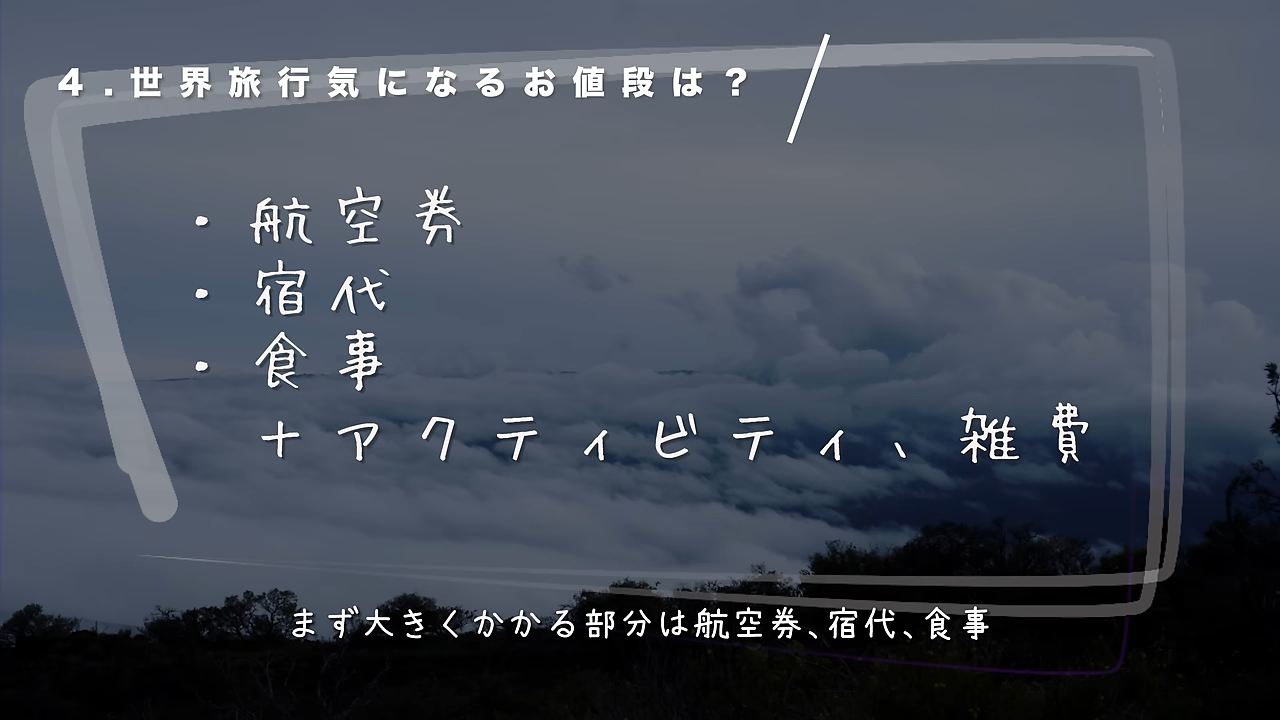 4.世界旅行気になるお値段は?
・航空券
・宿代
・食事
+アクティビティ、雑費
まず大きくかかる部分は航空券、宿代、食事